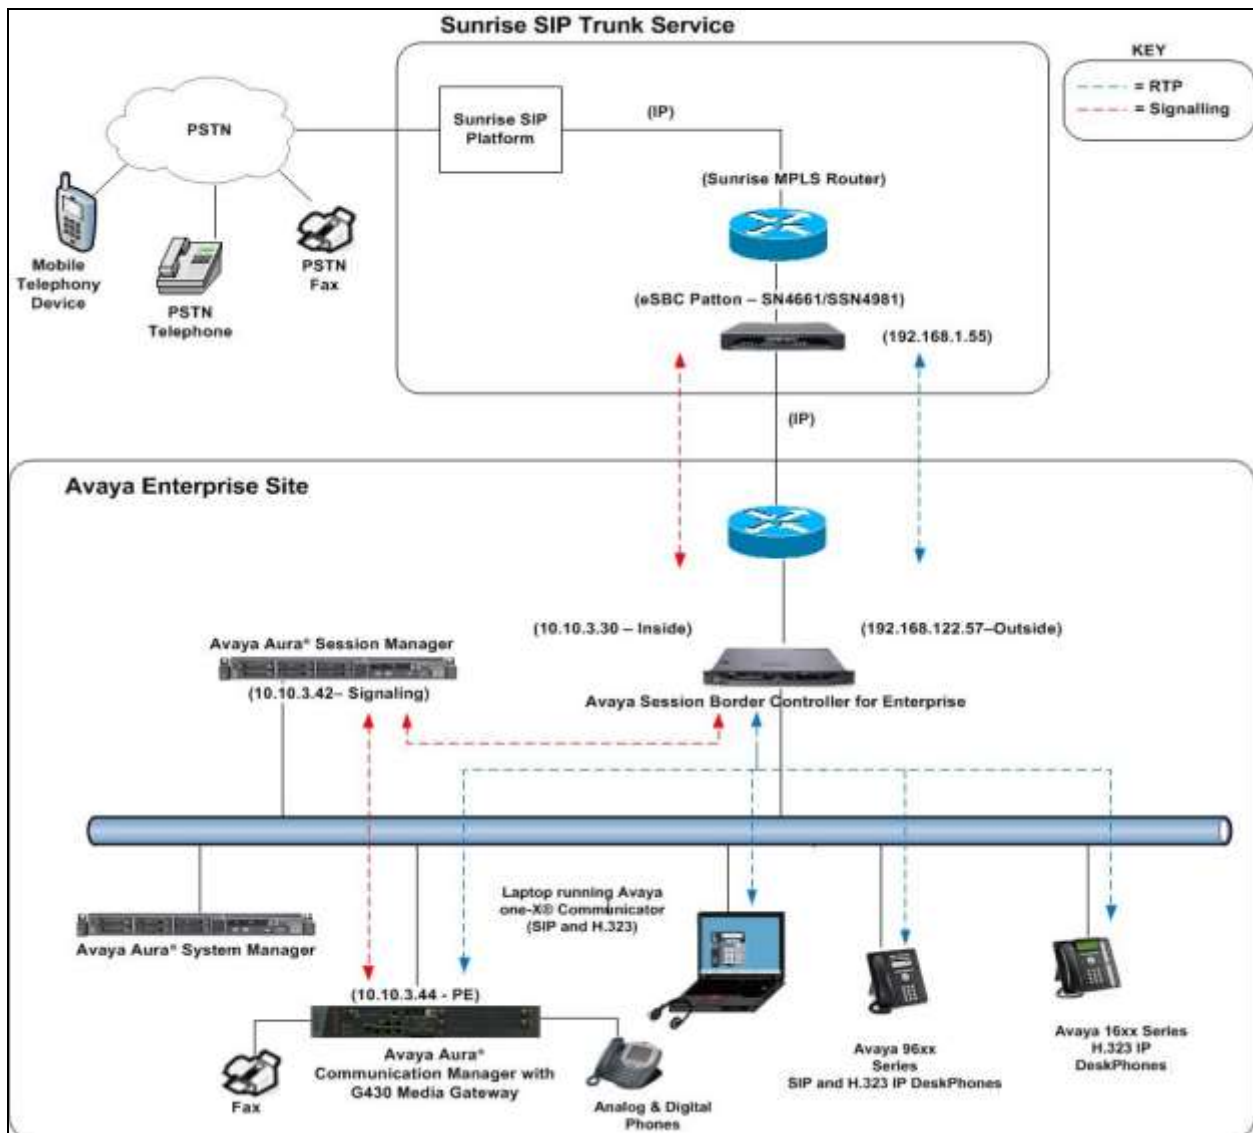 Sunrise SIP Trunk Service
KEY
= RTP
= Signalling
PSTN
Sunrise SIP
Platform
(IP)
(Sunrise MPLS Router)
Mobile
Telephony
Device
PSTN
Fax
PSTN
Telephone
(eSBC Patton – SN4661/SSN4981)
(192.168.1.55)
(IP)
Avaya Enterprise Site
(10.10.3.30 – Inside)
(192.168.122.57–Outside)
Avaya Aura® Session Manager
(10.10.3.42– Signaling)
Avaya Session Border Controller for Enterprise
Laptop running Avaya
one-X® Communicator
(SIP and H.323)
Avaya Aura® System Manager
(10.10.3.44 - PE)
Avaya Aura®
Communication Manager with
G430 Media Gateway
Fax
Analog & Digital
Phones
Avaya 96xx
Series
SIP and H.323 IP DeskPhones
Avaya 16xx Series
H.323 IP
DeskPhones